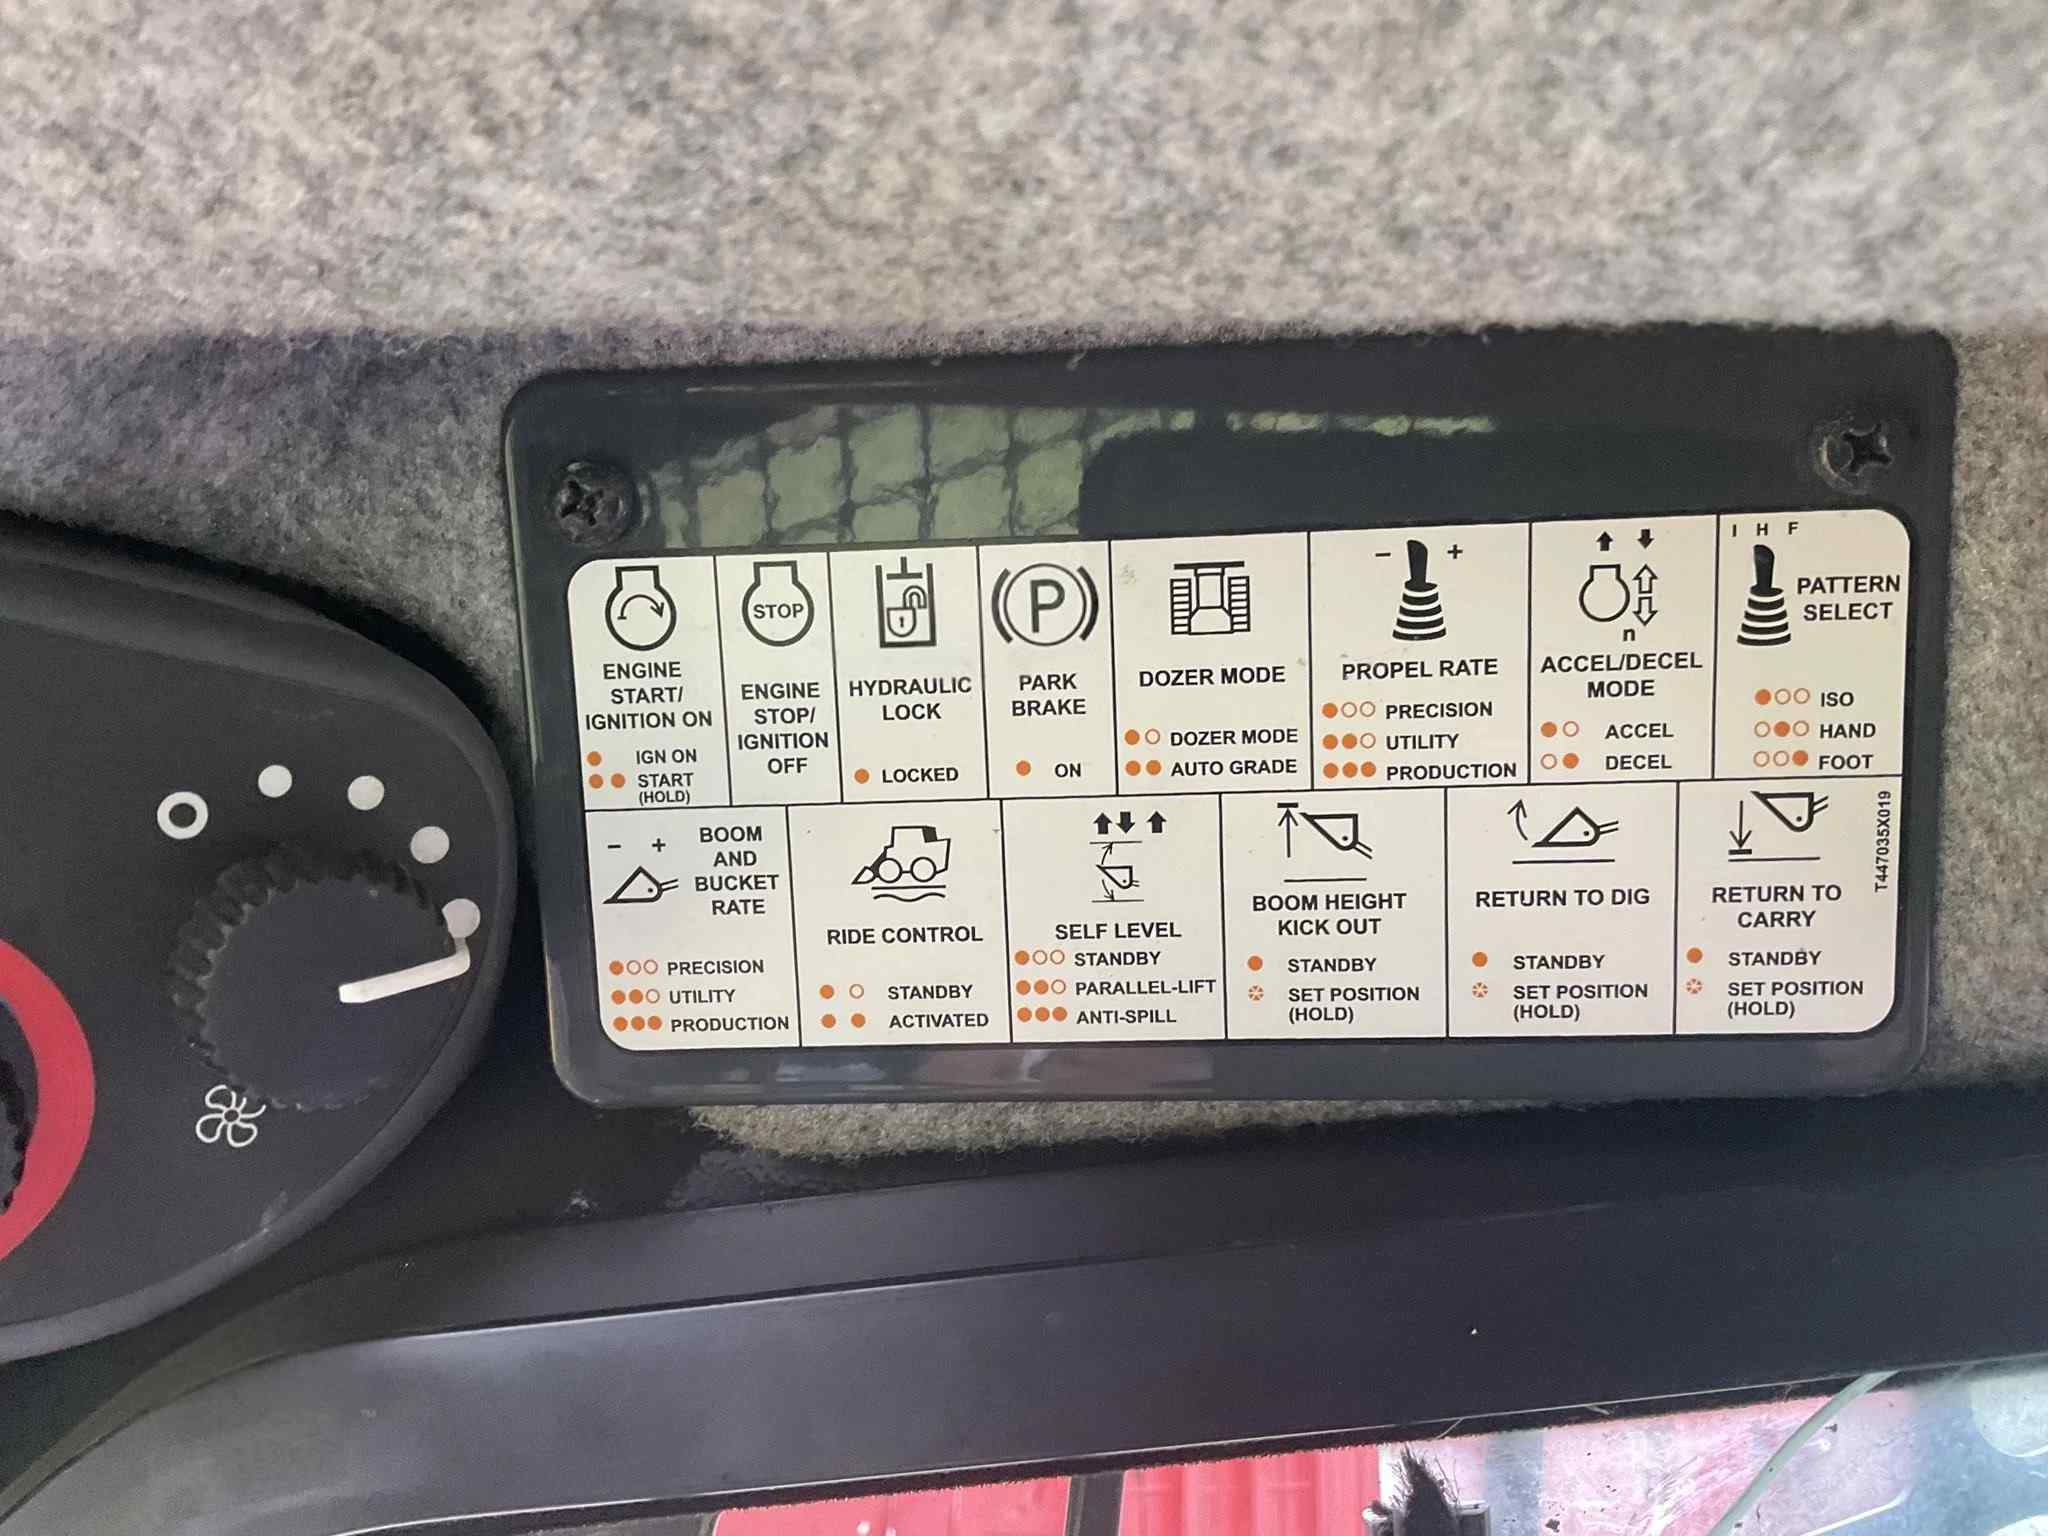 ENGINE
START/
IGNITION ON
IGN ON
START
(HOLD)
STOP
ENGINE
STOP/
IGNITION
OFF
HYDRAULIC
LOCK
LOCKED
P
PARK
BRAKE
ON
DOZER MODE
DOZER MODE
AUTO GRADE
- +
PROPEL RATE
PRECISION
UTILITY
PRODUCTION
n
ACCEL/DECEL
MODE
ACCEL
DECEL
I H F
PATTERN
SELECT
ISO
HAND
FOOT
- +
BOOM
AND
BUCKET
RATE
PRECISION
UTILITY
PRODUCTION
RIDE CONTROL
STANDBY
ACTIVATED
SELF LEVEL
STANDBY
PARALLEL-LIFT
ANTI-SPILL
BOOM HEIGHT
KICK OUT
STANDBY
SET POSITION
(HOLD)
RETURN TO DIG
STANDBY
SET POSITION
(HOLD)
RETURN TO
CARRY
STANDBY
SET POSITION
(HOLD)
T447035X019